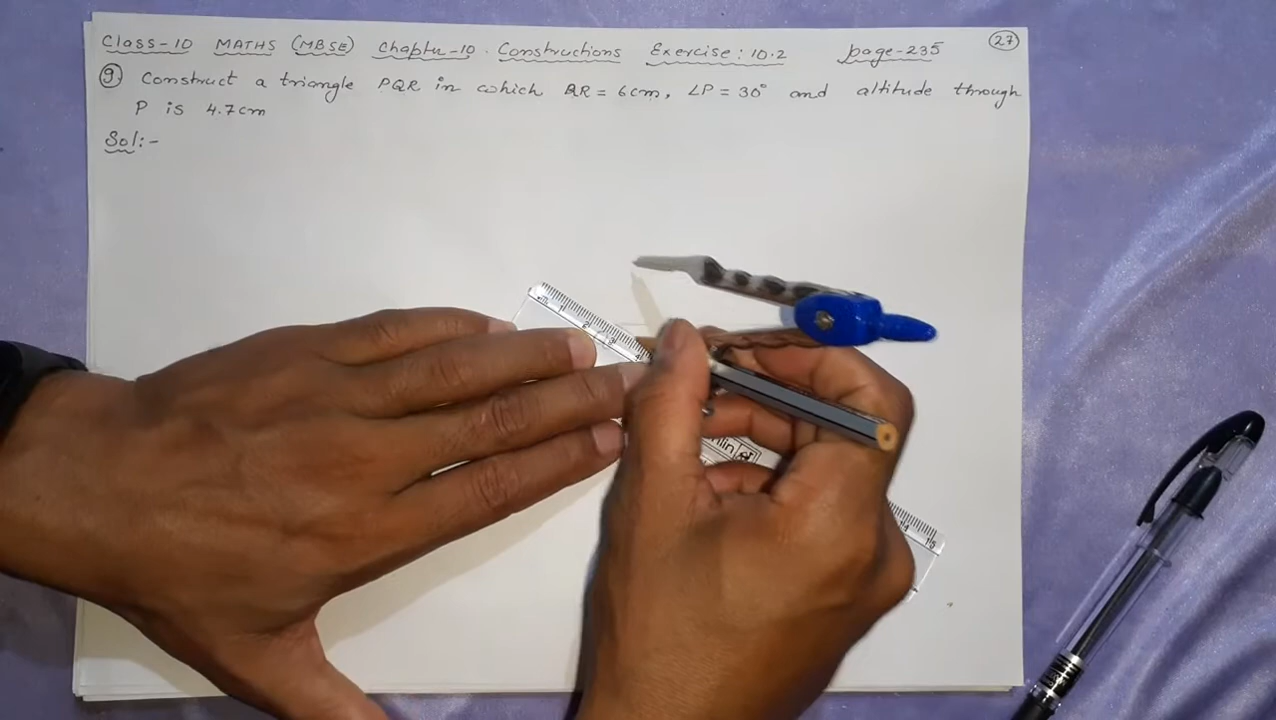 Class-10 MATHS (MBSE) Chapter-10. Constructions Exercise: 10.2 page-235 27
9. Construct a triangle PQR in which QR = 6cm, ∠P = 30° and altitude through
P is 4.7cm
Sol:-